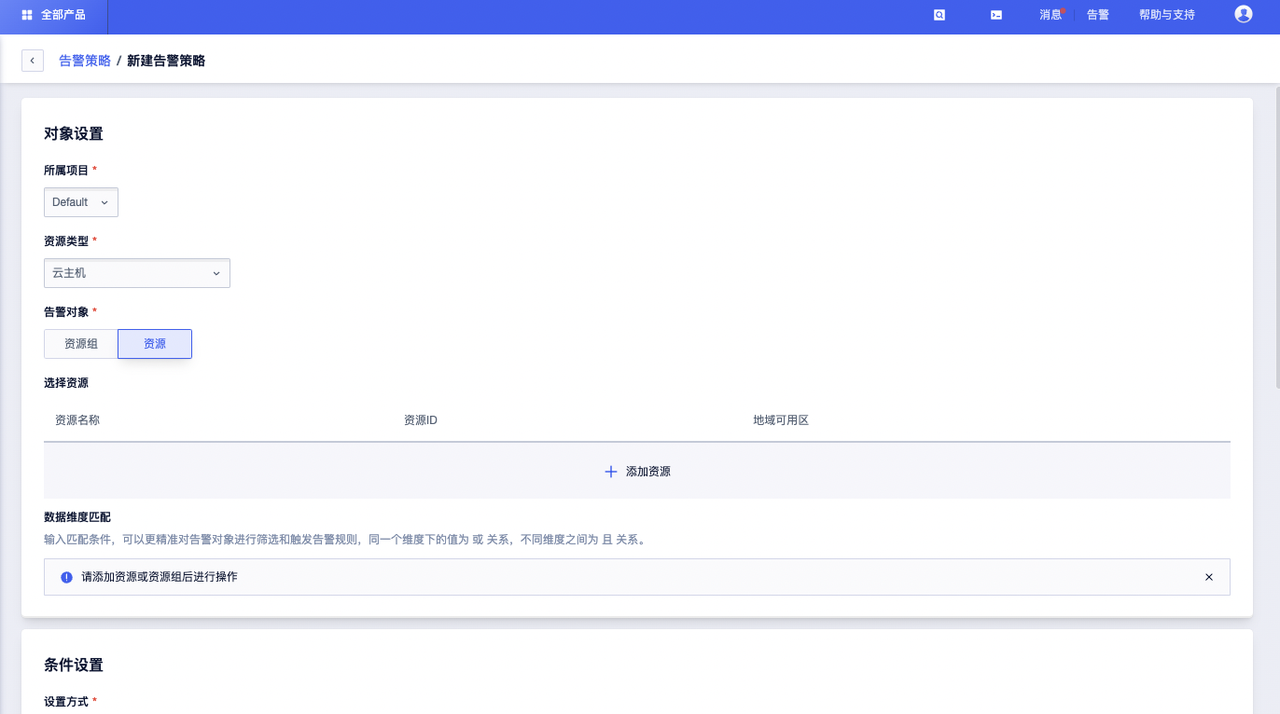 全部产品
消息
告警
帮助与支持
告警策略 / 新建告警策略
对象设置
所属项目 *
Default
资源类型 *
云主机
告警对象 *
资源组
资源
选择资源
资源名称
资源ID
地域可用区
添加资源
数据维度匹配
输入匹配条件，可以更精准对告警对象进行筛选和触发告警规则，同一个维度下的值为 或 关系，不同维度之间为 且 关系。
请添加资源或资源组后进行操作
条件设置
设置方式 *